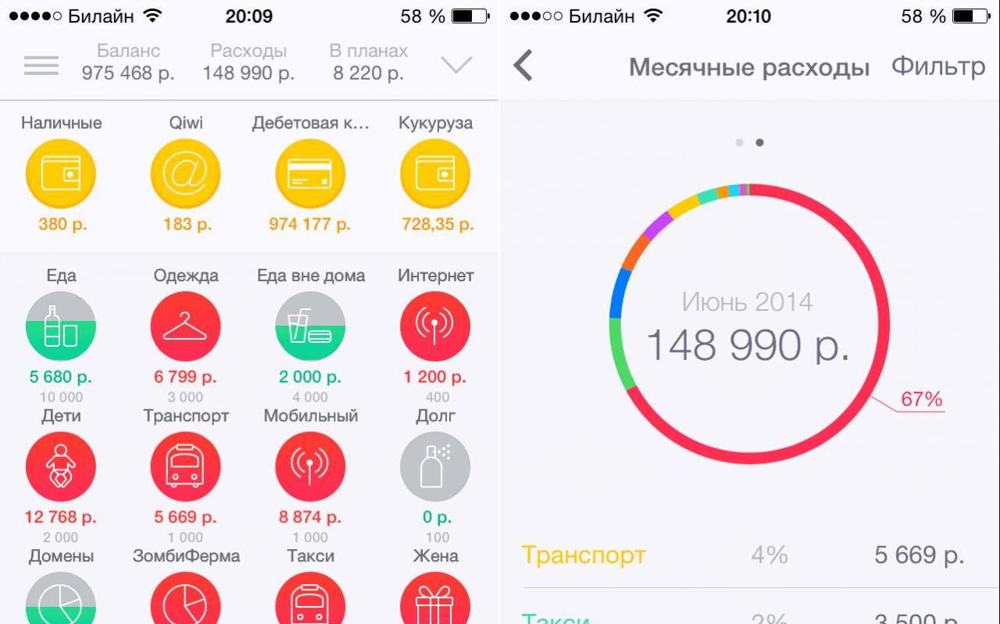 Билайн 20:09 58 %
Баланс Расходы В планах
975 468 р. 148 990 р. 8 220 р.
Наличные Qiwi Дебетовая к... Кукуруза
380 р. 183 р. 974 177 р. 728,35 р.
Еда Одежда Еда вне дома Интернет
5 680 р. 6 799 р. 2 000 р. 1 200 р.
10 000 3 000 4 000 400
Дети Транспорт Мобильный Долг
12 768 р. 5 669 р. 8 874 р. 0 р.
2 000 1 000 1 000 100
Домены ЗомбиФерма Такси Жена
Билайн 20:10 58 %
Месячные расходы Фильтр
Июнь 2014
148 990 р.
67%
Транспорт 4% 5 669 р.
Такси 2% 3 500 р.